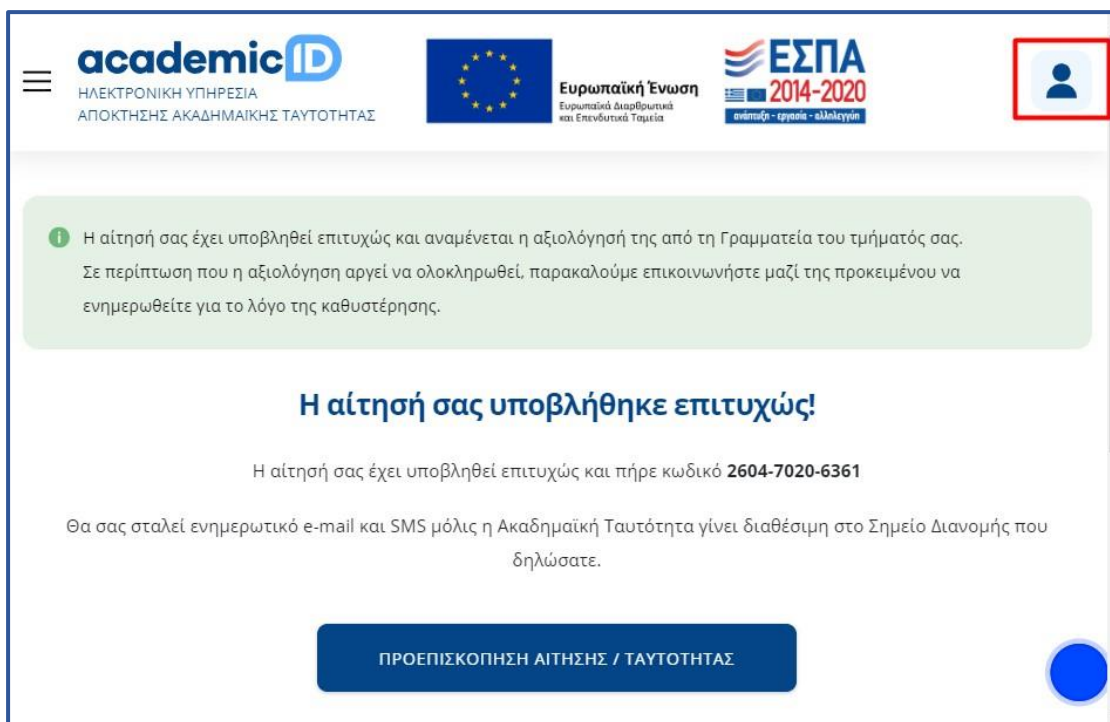 academicID
ΗΛΕΚΤΡΟΝΙΚΗ ΥΠΗΡΕΣΙΑ
ΑΠΟΚΤΗΣΗΣ ΑΚΑΔΗΜΑΪΚΗΣ ΤΑΥΤΟΤΗΤΑΣ
Ευρωπαϊκή Ένωση
Ευρωπαϊκά Διαρθρωτικά
και Επενδυτικά Ταμεία
ΕΣΠΑ
2014-2020
ανάπτυξη - εργασία - αλληλεγγύη
Η αίτησή σας έχει υποβληθεί επιτυχώς και αναμένεται η αξιολόγησή της από τη Γραμματεία του τμήματός σας.
Σε περίπτωση που η αξιολόγηση αργεί να ολοκληρωθεί, παρακαλούμε επικοινωνήστε μαζί της προκειμένου να
ενημερωθείτε για το λόγο της καθυστέρησης.
Η αίτησή σας υποβλήθηκε επιτυχώς!
Η αίτησή σας έχει υποβληθεί επιτυχώς και πήρε κωδικό 2604-7020-6361
Θα σας σταλεί ενημερωτικό e-mail και SMS μόλις η Ακαδημαϊκή Ταυτότητα γίνει διαθέσιμη στο Σημείο Διανομής που
δηλώσατε.
ΠΡΟΕΠΙΣΚΟΠΗΣΗ ΑΙΤΗΣΗΣ / ΤΑΥΤΟΤΗΤΑΣ